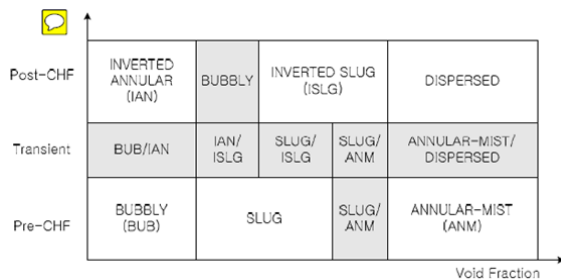 Post-CHF
INVERTED
ANNULAR
(IAN)
BUBBLY
INVERTED SLUG
(ISLG)
DISPERSED
Transient
BUB/IAN
IAN/
ISLG
SLUG/
ISLG
SLUG/
ANM
ANNULAR-MIST/
DISPERSED
Pre-CHF
BUBBLY
(BUB)
SLUG
SLUG/
ANM
ANNULAR-MIST
(ANM)
Void Fraction